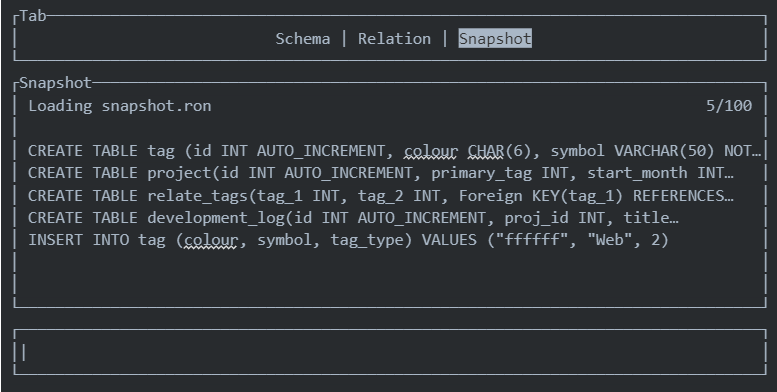 Tab
Schema | Relation | Snapshot
Snapshot
Loading snapshot.ron 5/100
CREATE TABLE tag (id INT AUTO_INCREMENT, colour CHAR(6), symbol VARCHAR(50) NOT…
CREATE TABLE project(id INT AUTO_INCREMENT, primary_tag INT, start_month INT…
CREATE TABLE relate_tags(tag_1 INT, tag_2 INT, Foreign KEY(tag_1) REFERENCES…
CREATE TABLE development_log(id INT AUTO_INCREMENT, proj_id INT, title…
INSERT INTO tag (colour, symbol, tag_type) VALUES ("ffffff", "Web", 2)